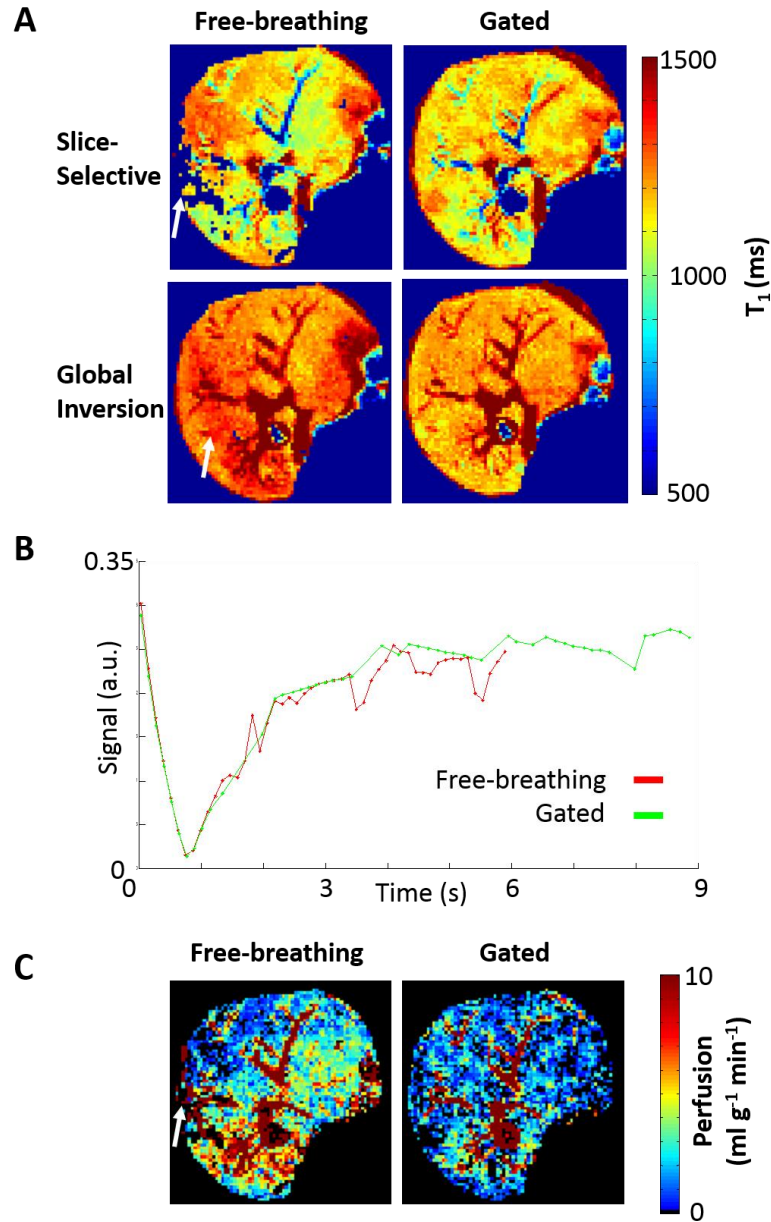 A
Free-breathing
Gated
Slice-
Selective
Global
Inversion
1500
1000
500
T1 (ms)
B
0.35
Signal (a.u.)
0
0
3
6
9
Time (s)
Free-breathing
Gated
C
Free-breathing
Gated
10
0
Perfusion
(ml g⁻¹ min⁻¹)